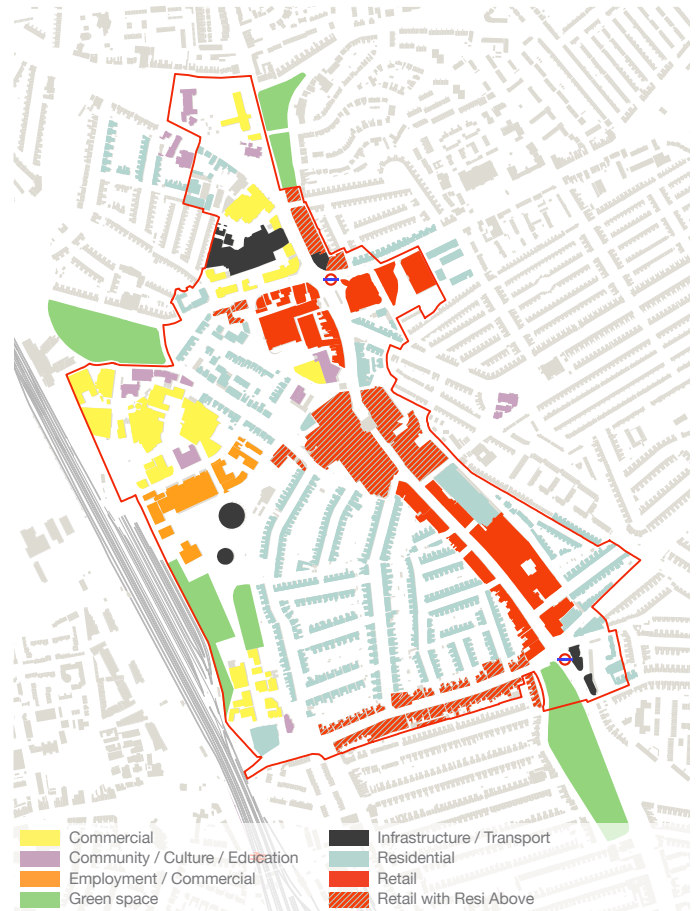 Commercial
Community / Culture / Education
Employment / Commercial
Green space
Infrastructure / Transport
Residential
Retail
Retail with Resi Above